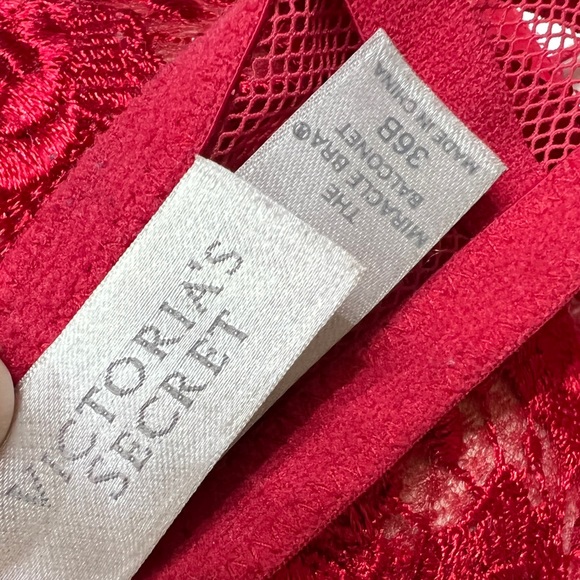 VICTORIA'S
SECRET
THE
MIRACLE BRA®
BALCONET
36B
MADE IN CHINA